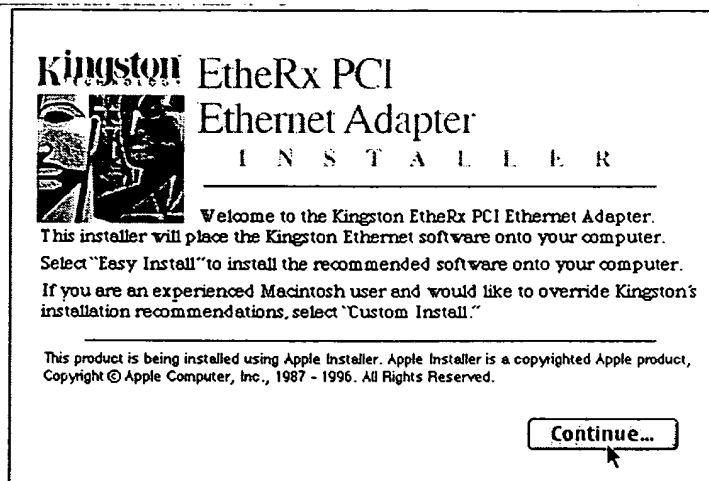 Kingston
TECHNOLOGY
EtheRx PCI
Ethernet Adapter
INSTALLER
Welcome to the Kingston EtheRx PCI Ethernet Adapter.
This installer will place the Kingston Ethernet software onto your computer.
Select "Easy Install" to install the recommended software onto your computer.
If you are an experienced Macintosh user and would like to override Kingston's
installation recommendations, select "Custom Install."
This product is being installed using Apple Installer. Apple Installer is a copyrighted Apple product,
Copyright © Apple Computer, Inc., 1987 - 1996. All Rights Reserved.
Continue...